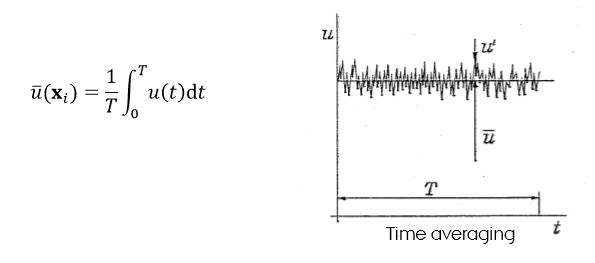 ū(𝐱ᵢ) = 1/T ∫₀ᵀ u(t)dt
u
u'
ū
T
t
Time averaging